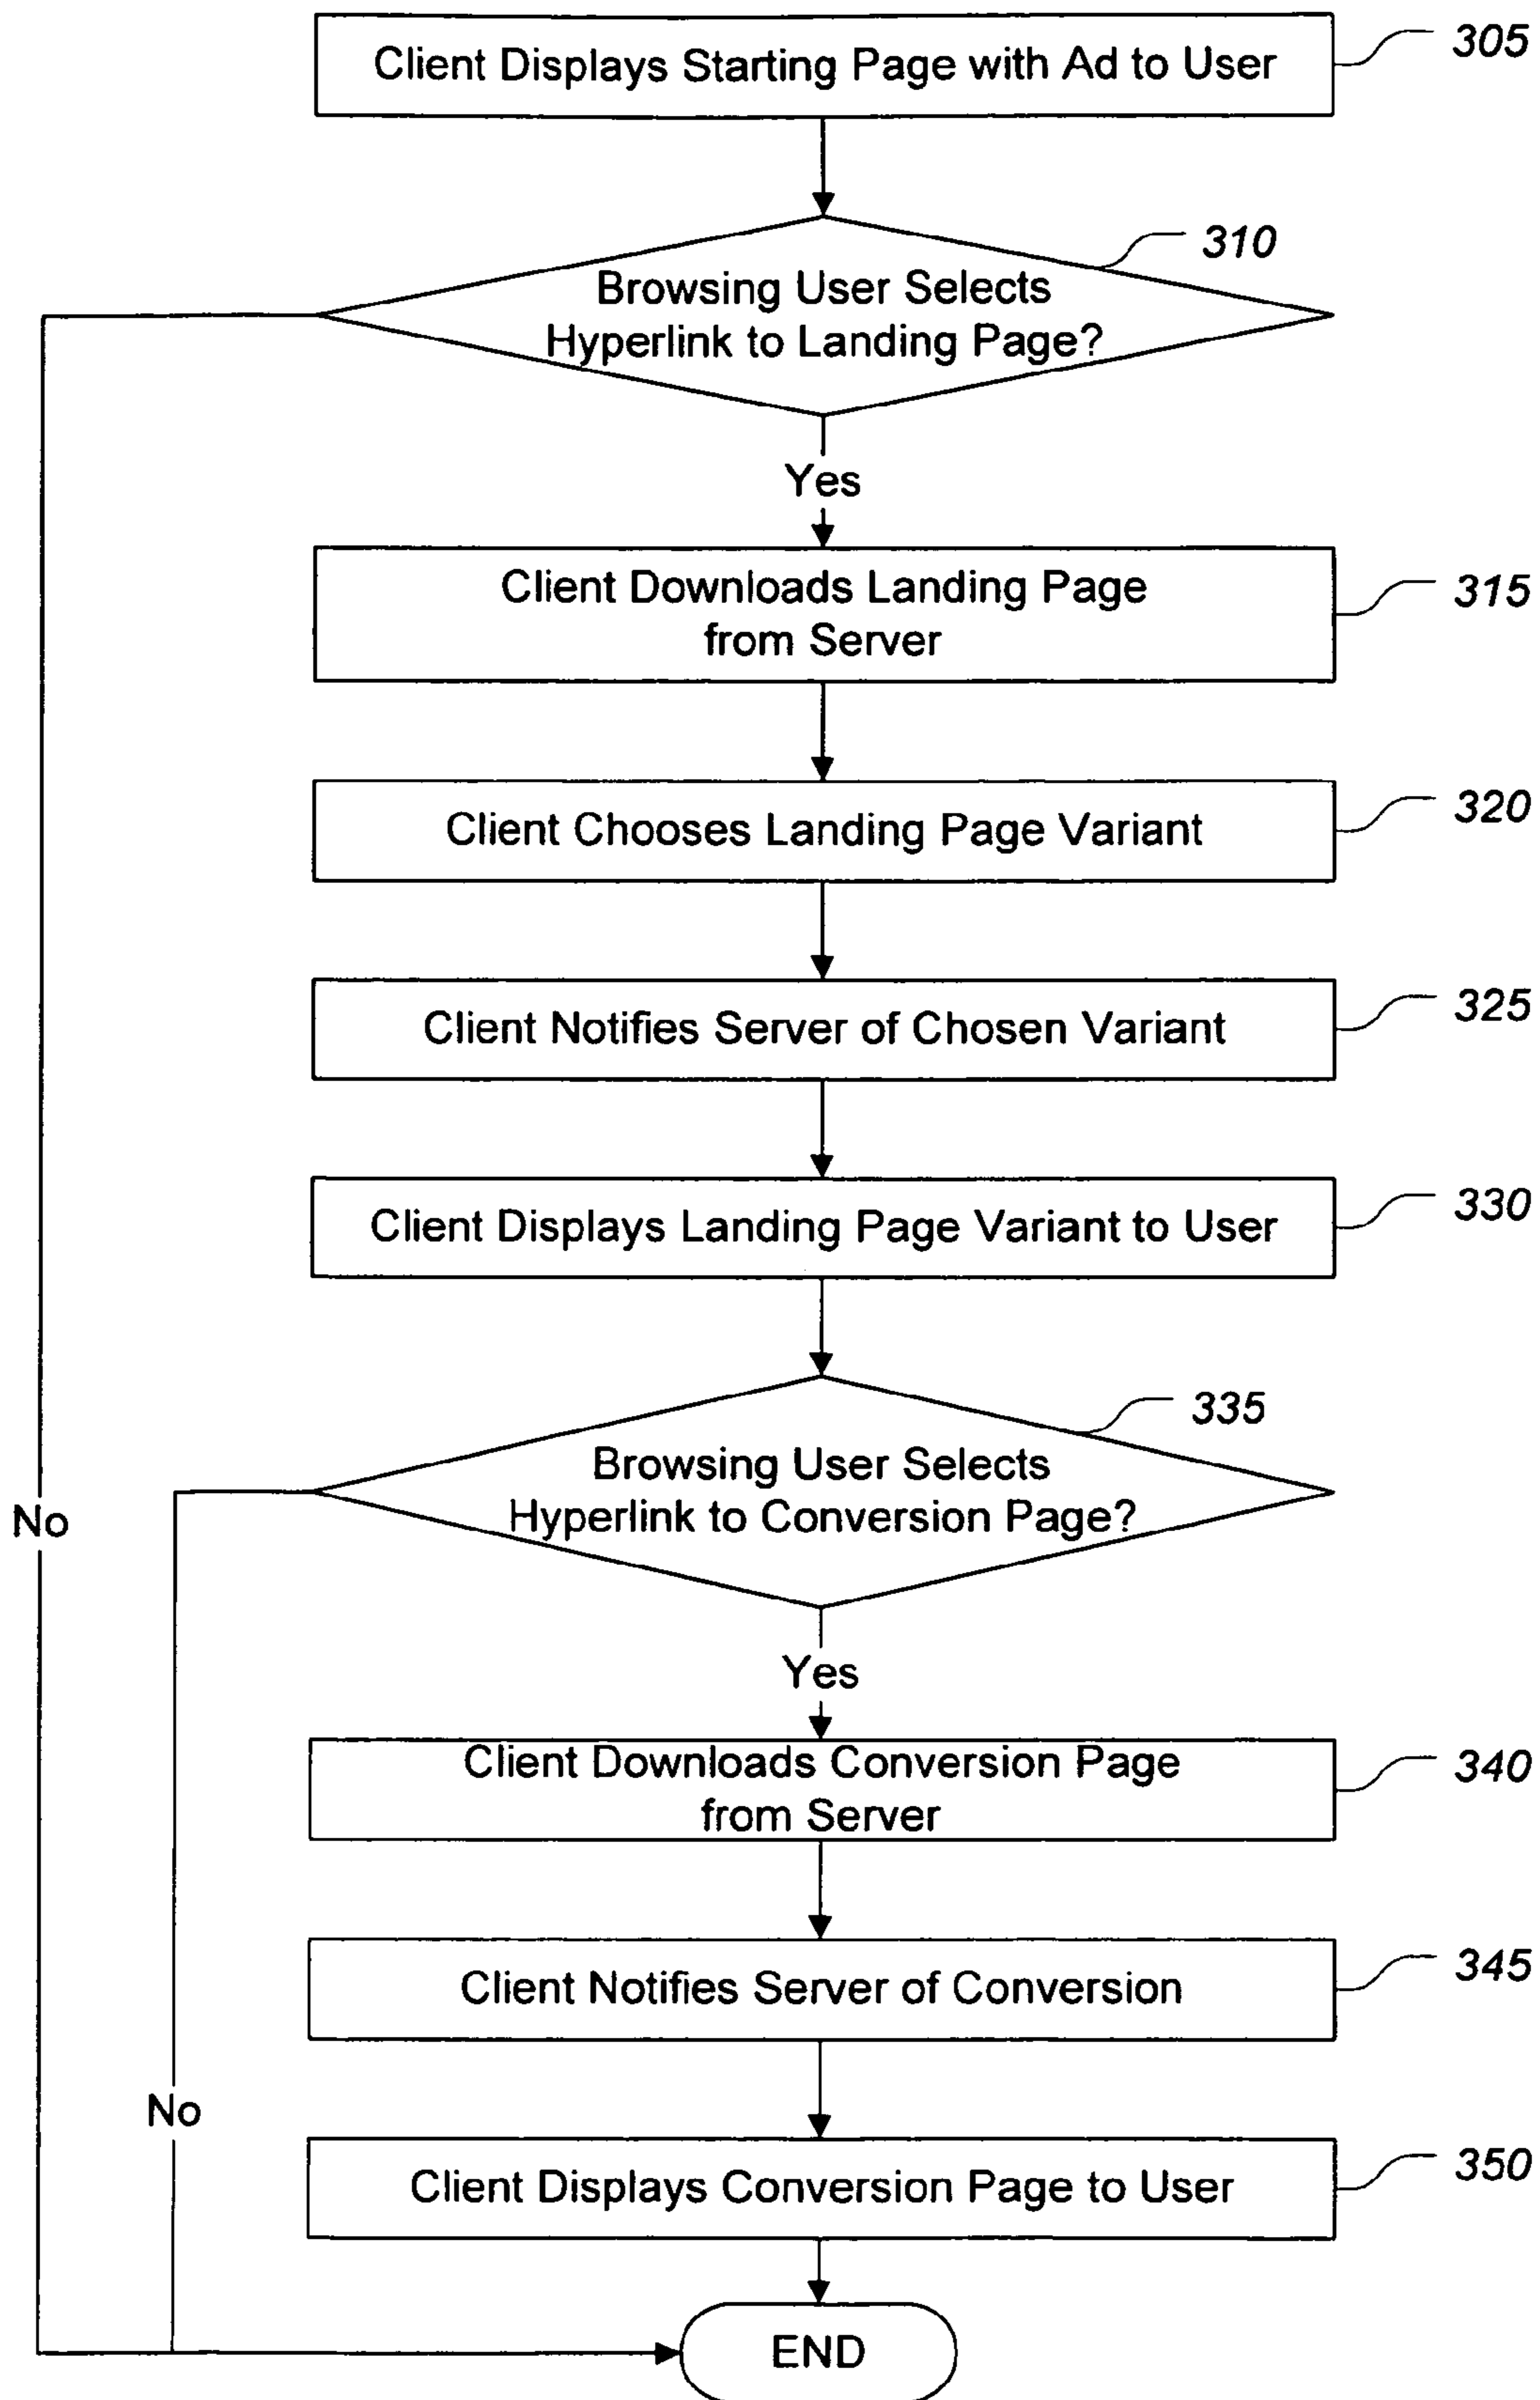 Client Displays Starting Page with Ad to User
305
310
Browsing User Selects
Hyperlink to Landing Page?
Yes
Client Downloads Landing Page
from Server
315
Client Chooses Landing Page Variant
320
Client Notifies Server of Chosen Variant
325
Client Displays Landing Page Variant to User
330
335
Browsing User Selects
Hyperlink to Conversion Page?
No
Yes
Client Downloads Conversion Page
from Server
340
Client Notifies Server of Conversion
345
No
Client Displays Conversion Page to User
350
END